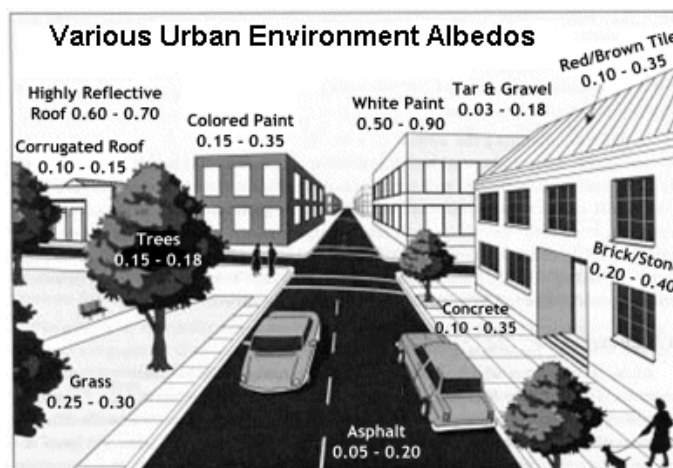 Various Urban Environment Albedos
Highly Reflective
Roof 0.60 - 0.70
Corrugated Roof
0.10 - 0.15
Colored Paint
0.15 - 0.35
White Paint
0.50 - 0.90
Tar & Gravel
0.03 - 0.18
Red/Brown Tile
0.10 - 0.35
Trees
0.15 - 0.18
Brick/Ston
0.20 - 0.40
Concrete
0.10 - 0.35
Grass
0.25 - 0.30
Asphalt
0.05 - 0.20